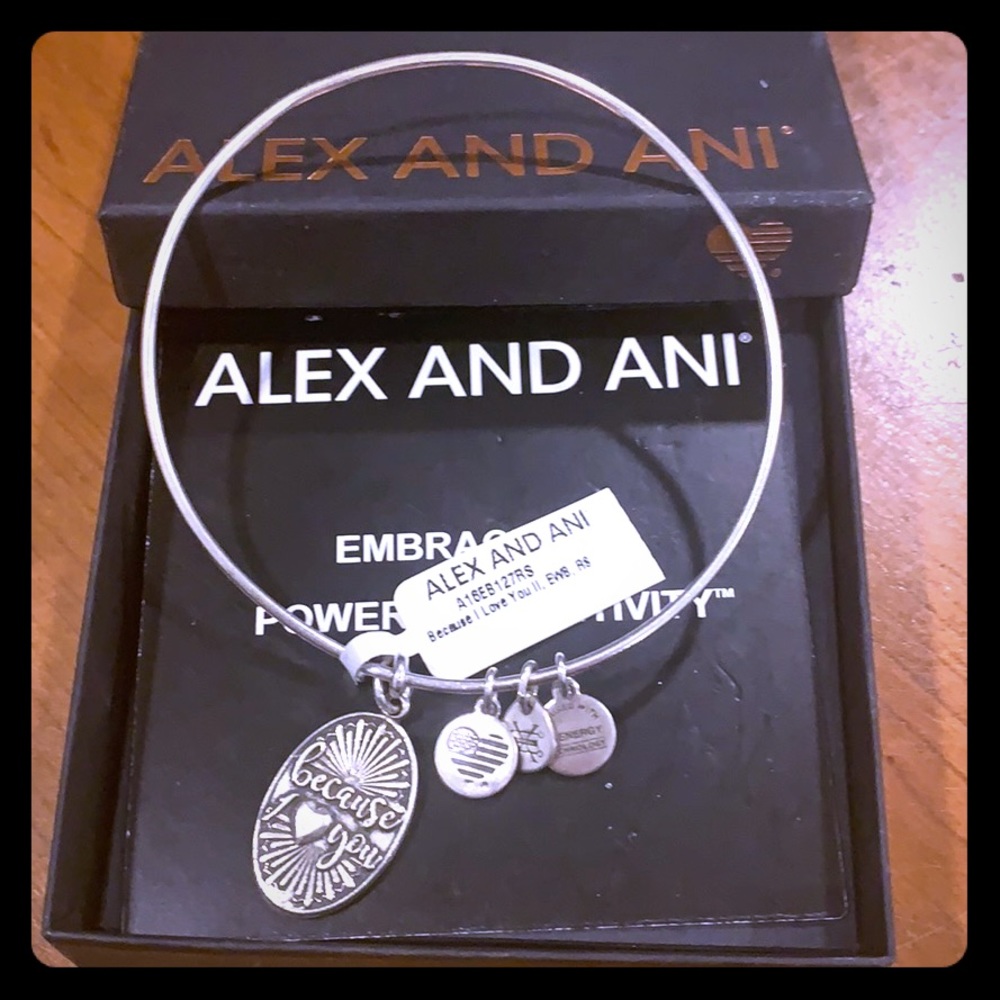 ALEX AND ANI®
ALEX AND ANI®
EMBRAC
POWER TIVITY™
ALEX AND ANI
A16EB127RS
Because I Love You II, EWB, RS
because
I you
WITH
ENERGY